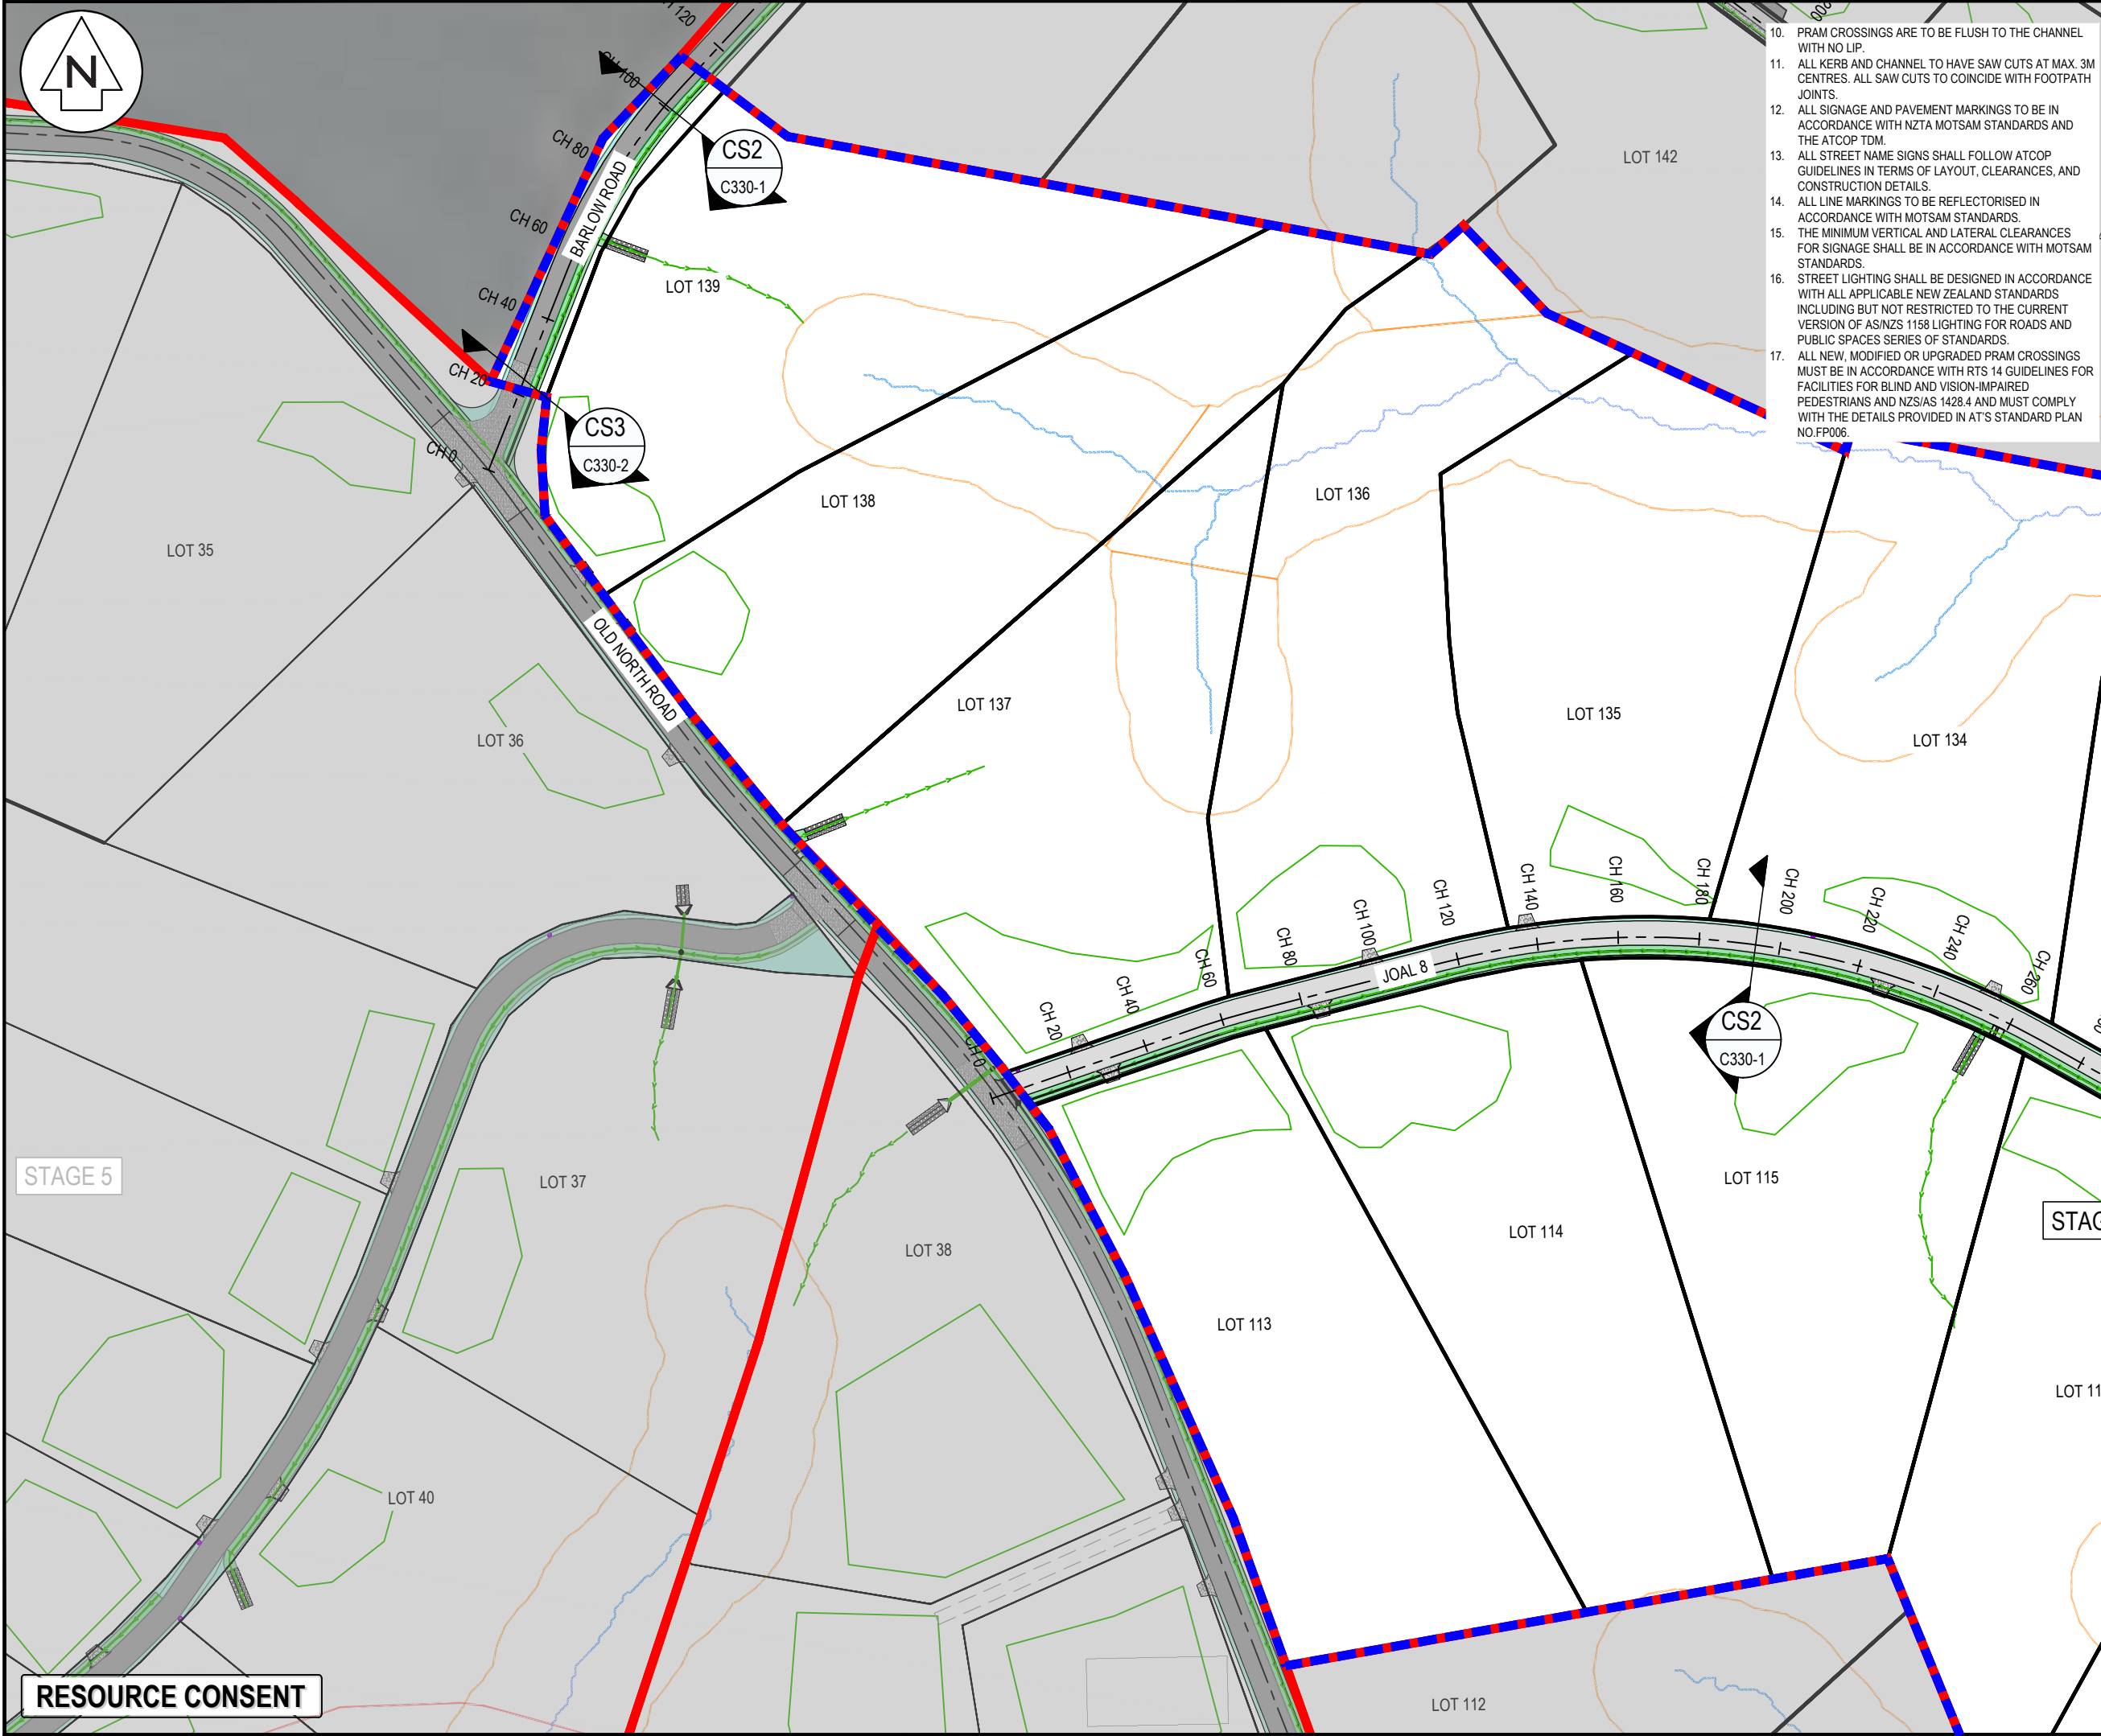 N
10. PRAM CROSSINGS ARE TO BE FLUSH TO THE CHANNEL
WITH NO LIP.
11. ALL KERB AND CHANNEL TO HAVE SAW CUTS AT MAX. 3M
CENTRES. ALL SAW CUTS TO COINCIDE WITH FOOTPATH
JOINTS.
12. ALL SIGNAGE AND PAVEMENT MARKINGS TO BE IN
ACCORDANCE WITH NZTA MOTSAM STANDARDS AND
THE ATCOP TDM.
13. ALL STREET NAME SIGNS SHALL FOLLOW ATCOP
GUIDELINES IN TERMS OF LAYOUT, CLEARANCES, AND
CONSTRUCTION DETAILS.
14. ALL LINE MARKINGS TO BE REFLECTORISED IN
ACCORDANCE WITH MOTSAM STANDARDS.
15. THE MINIMUM VERTICAL AND LATERAL CLEARANCES
FOR SIGNAGE SHALL BE IN ACCORDANCE WITH MOTSAM
STANDARDS.
16. STREET LIGHTING SHALL BE DESIGNED IN ACCORDANCE
WITH ALL APPLICABLE NEW ZEALAND STANDARDS
INCLUDING BUT NOT RESTRICTED TO THE CURRENT
VERSION OF AS/NZS 1158 LIGHTING FOR ROADS AND
PUBLIC SPACES SERIES OF STANDARDS.
17. ALL NEW, MODIFIED OR UPGRADED PRAM CROSSINGS
MUST BE IN ACCORDANCE WITH RTS 14 GUIDELINES FOR
FACILITIES FOR BLIND AND VISION-IMPAIRED
PEDESTRIANS AND NZS/AS 1428.4 AND MUST COMPLY
WITH THE DETAILS PROVIDED IN AT'S STANDARD PLAN
NO.FP006.
120
200
CH 100
CH 80
CH 60
CH 40
CH 20
CH 0
BARLOW ROAD
CS2
C330-1
CS3
C330-2
LOT 142
LOT 139
LOT 138
LOT 136
LOT 35
OLD NORTH ROAD
LOT 36
LOT 137
LOT 135
LOT 134
CH 0
CH 20
CH 40
CH 60
CH 80
CH 100
CH 120
CH 140
CH 160
CH 180
CH 200
CH 220
CH 240
CH 260
JOAL 8
CS2
C330-1
STAGE 5
LOT 37
LOT 38
LOT 115
LOT 114
STAG
LOT 113
LOT 11
LOT 40
RESOURCE CONSENT
LOT 112